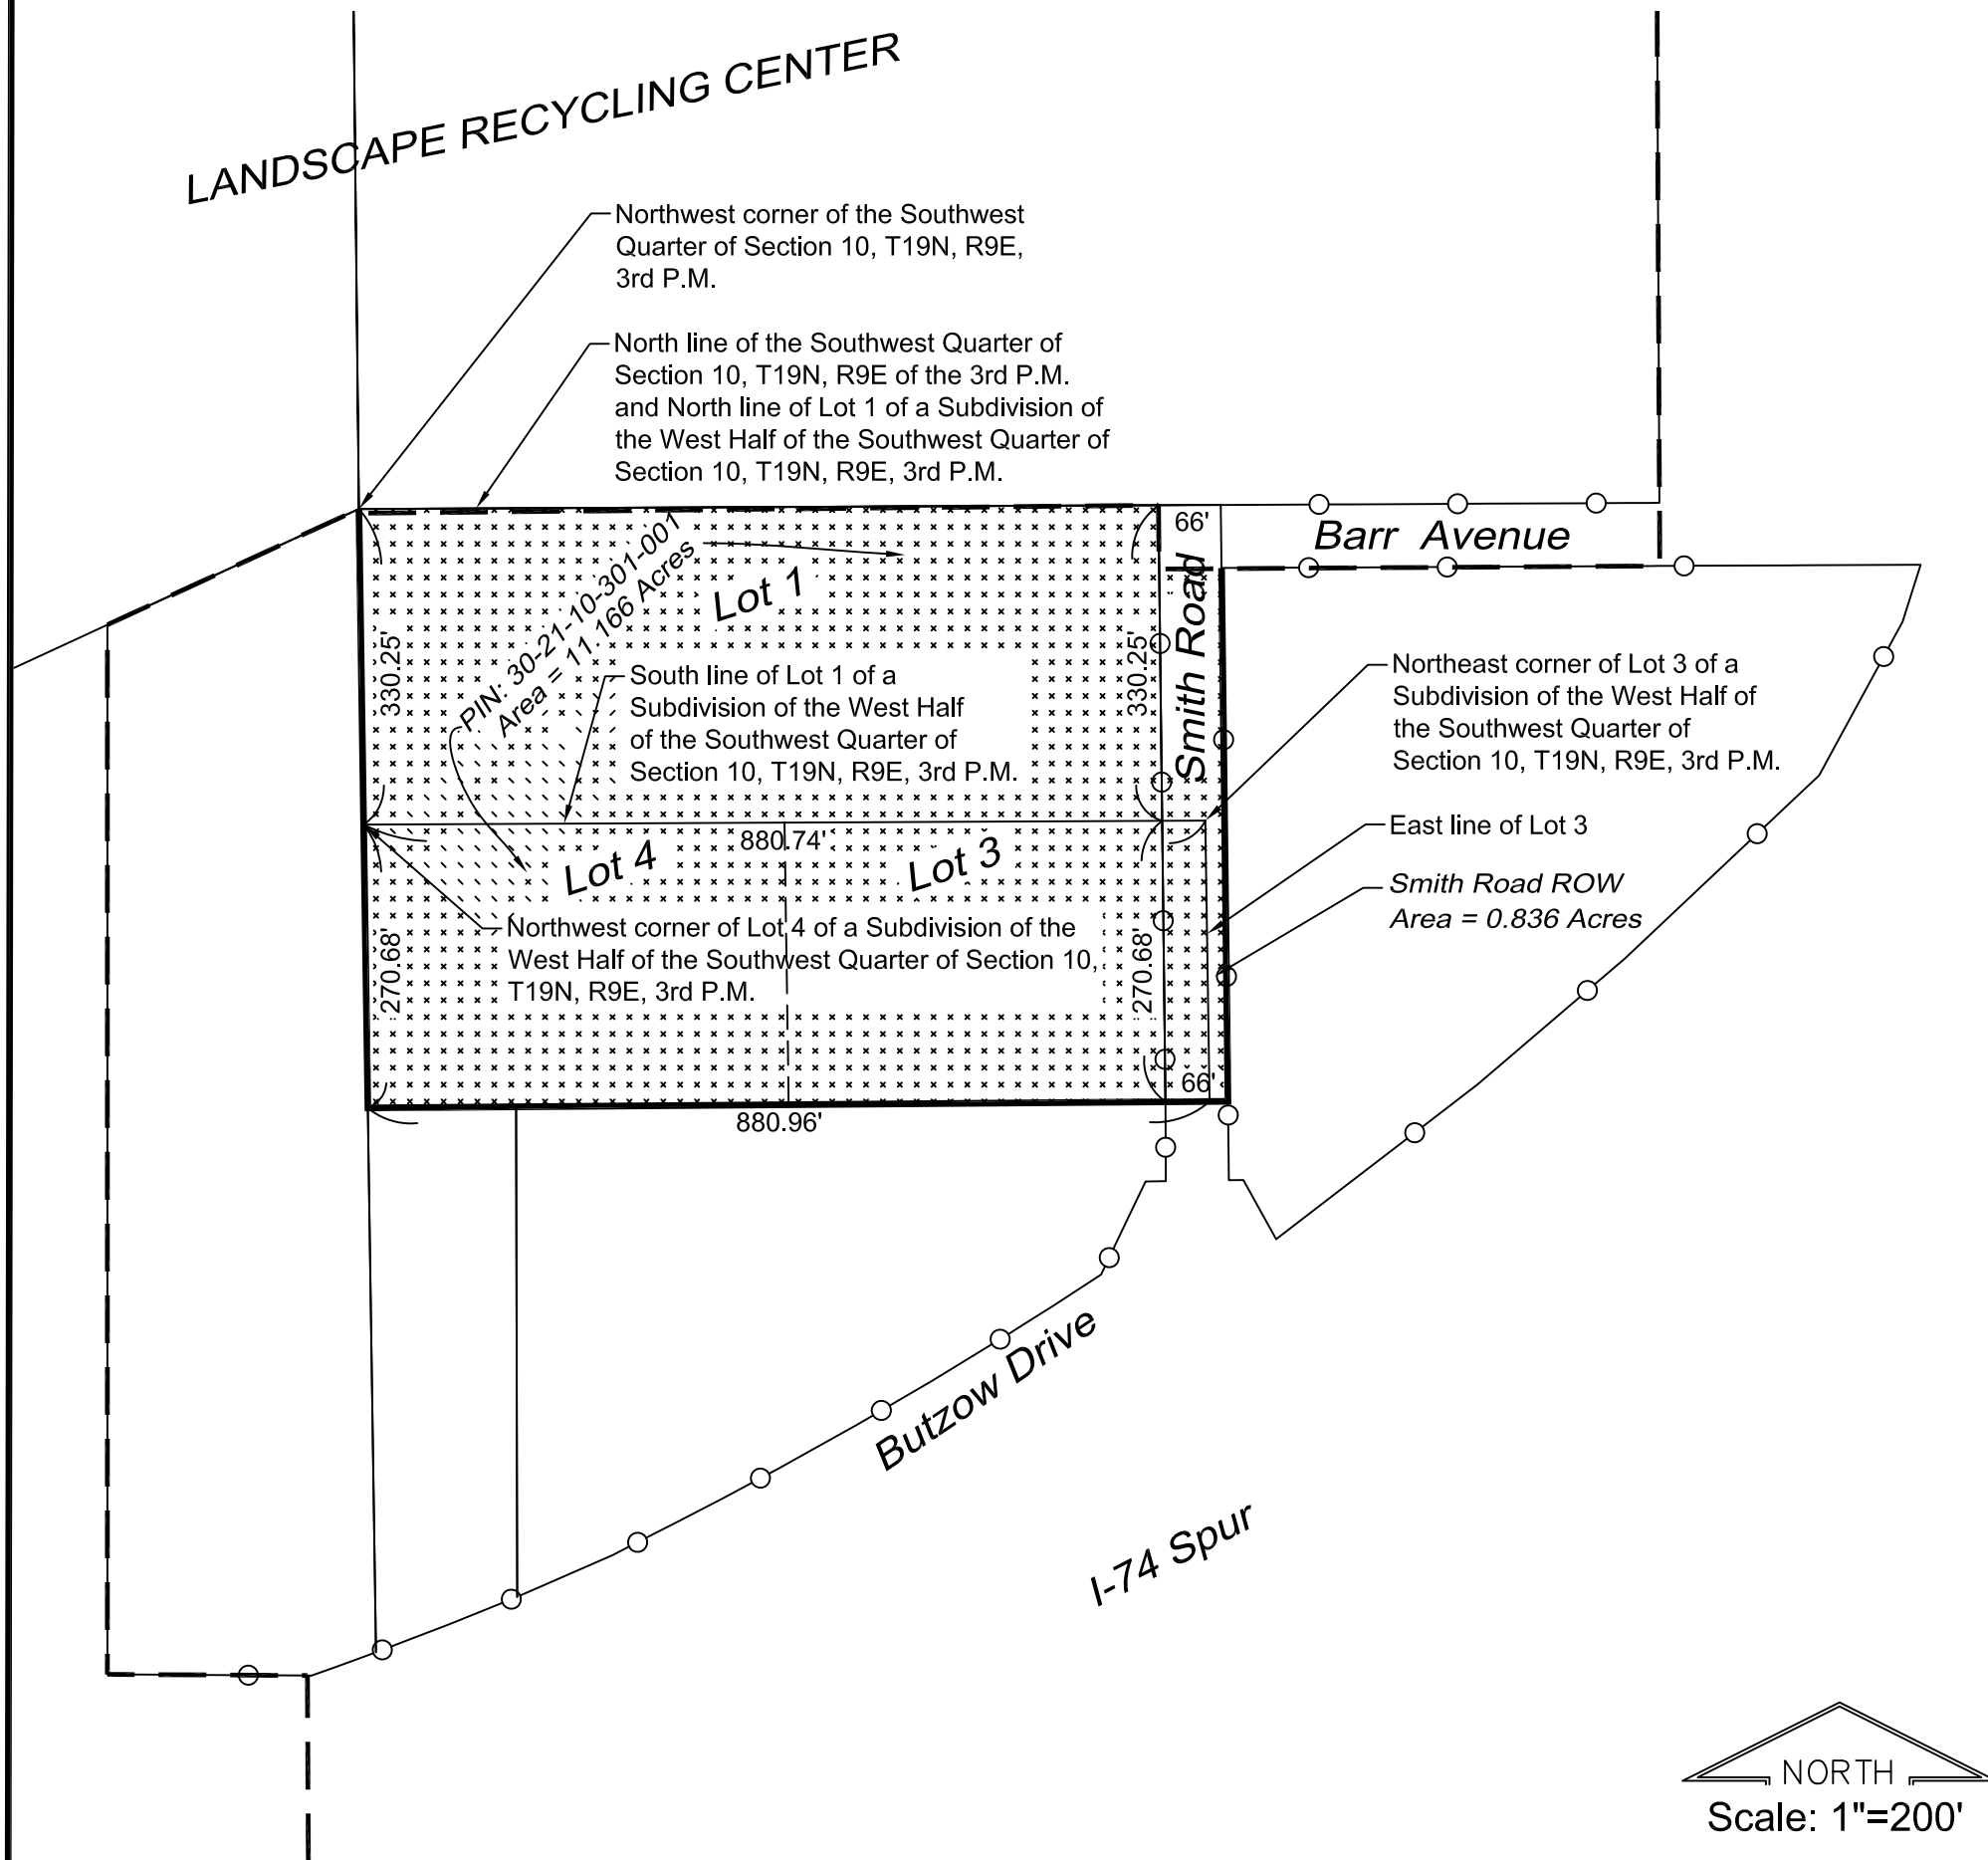 LANDSCAPE RECYCLING CENTER
Northwest corner of the Southwest
Quarter of Section 10, T19N, R9E,
3rd P.M.
North line of the Southwest Quarter of
Section 10, T19N, R9E of the 3rd P.M.
and North line of Lot 1 of a Subdivision of
the West Half of the Southwest Quarter of
Section 10, T19N, R9E, 3rd P.M.
66'
Barr Avenue
Smith Road
PIN: 30-21-10-301-001
Area = 11.166 Acres
Lot 1
330.25'
330.25'
South line of Lot 1 of a
Subdivision of the West Half
of the Southwest Quarter of
Section 10, T19N, R9E, 3rd P.M.
Northeast corner of Lot 3 of a
Subdivision of the West Half of
the Southwest Quarter of
Section 10, T19N, R9E, 3rd P.M.
East line of Lot 3
Smith Road ROW
Area = 0.836 Acres
880.74'
Lot 4
Lot 3
Northwest corner of Lot 4 of a Subdivision of the
West Half of the Southwest Quarter of Section 10,
T19N, R9E, 3rd P.M.
270.68'
270.68'
66'
880.96'
Butzow Drive
I-74 Spur
NORTH
Scale: 1"=200'